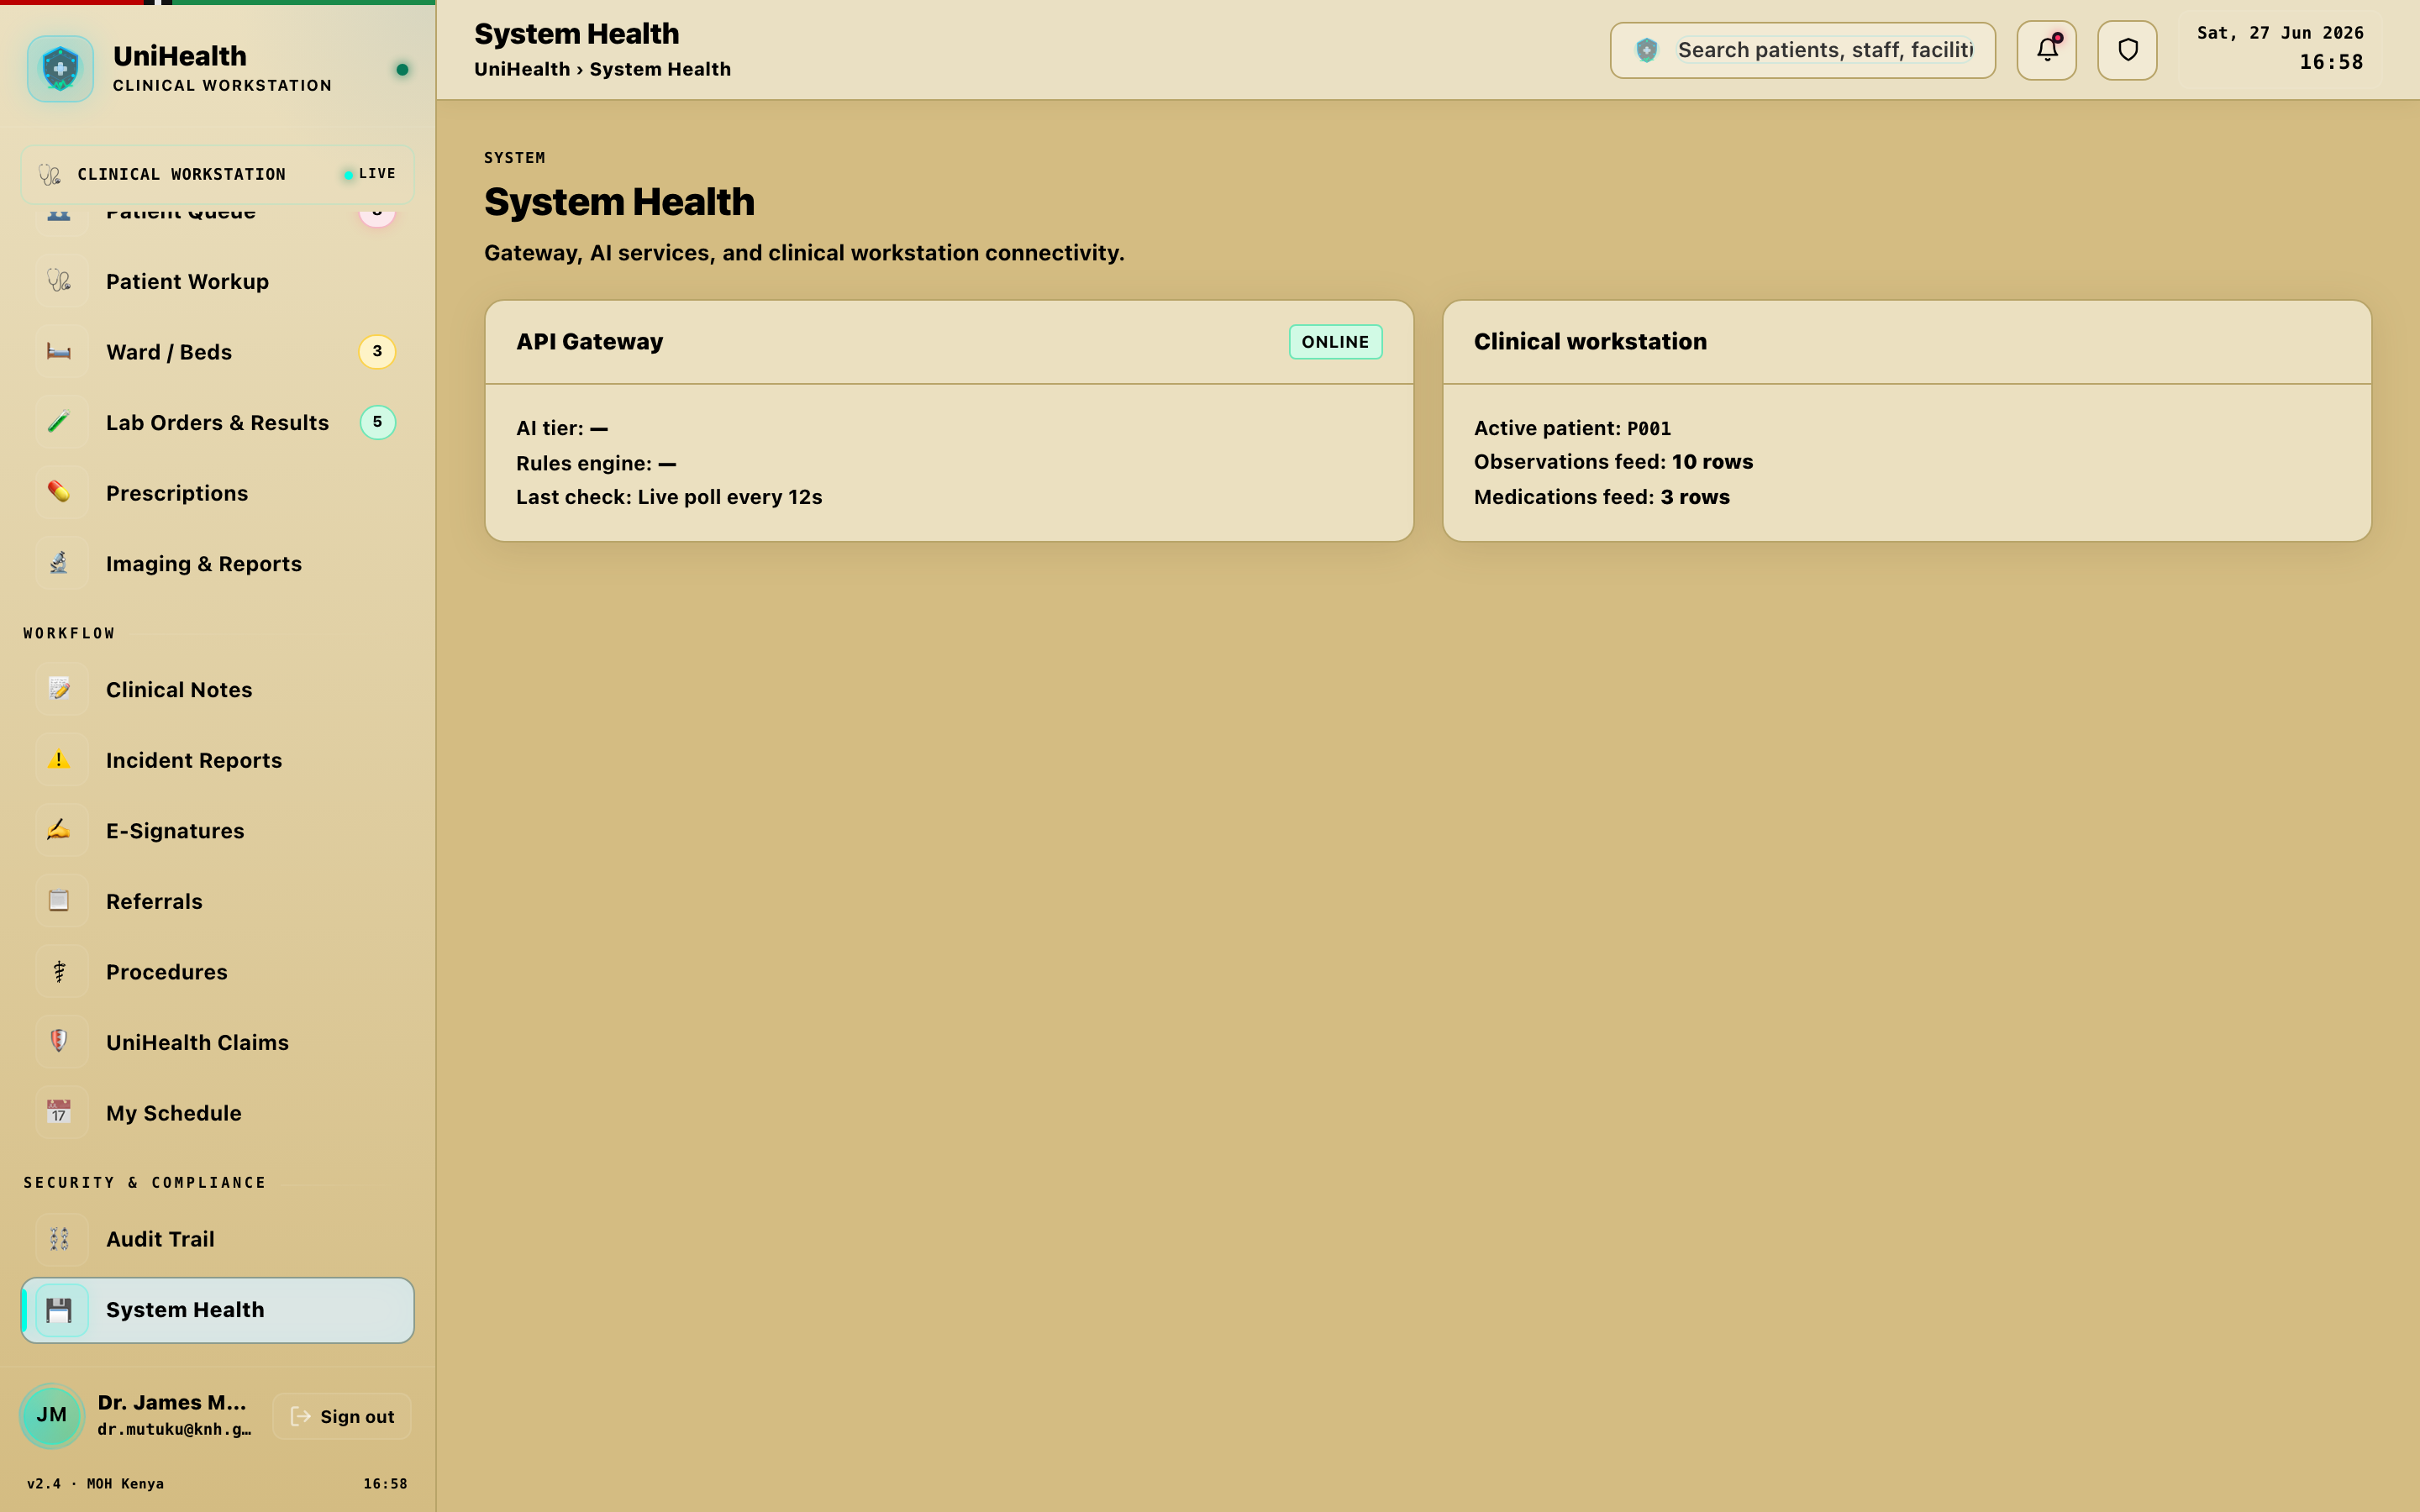 UniHealth
CLINICAL WORKSTATION
CLINICAL WORKSTATION
LIVE
Patient Queue
Patient Workup
Ward / Beds
3
Lab Orders & Results
5
Prescriptions
Imaging & Reports
WORKFLOW
Clinical Notes
Incident Reports
E-Signatures
Referrals
Procedures
UniHealth Claims
17
My Schedule
SECURITY & COMPLIANCE
Audit Trail
System Health
JM
Dr. James M...
dr.mutuku@knh.g…
Sign out
v2.4 · MOH Kenya
16:58
System Health
UniHealth › System Health
Search patients, staff, faciliti
Sat, 27 Jun 2026
16:58
SYSTEM
System Health
Gateway, AI services, and clinical workstation connectivity.
API Gateway
ONLINE
AI tier: —
Rules engine: —
Last check: Live poll every 12s
Clinical workstation
Active patient: P001
Observations feed: 10 rows
Medications feed: 3 rows